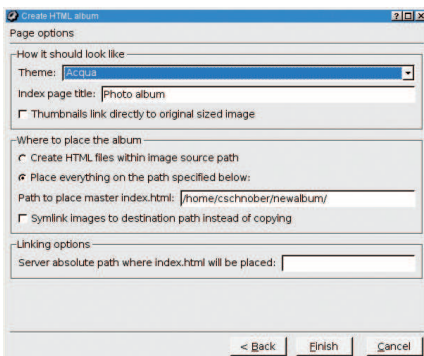 Create HTML album
Page options
How it should look like
Theme: Acqua
Index page title: Photo album
Thumbnails link directly to original sized image
Where to place the album
Create HTML files within image source path
Place everything on the path specified below:
Path to place master index.html: /home/cschnober/newalbum/
Symlink images to destination path instead of copying
Linking options
Server absolute path where index.html will be placed:
< Back Finish Cancel